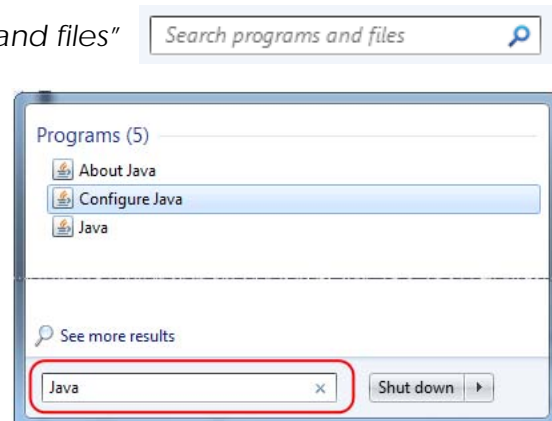 and files"
Search programs and files
Programs (5)
About Java
Configure Java
Java
See more results
Java
Shut down